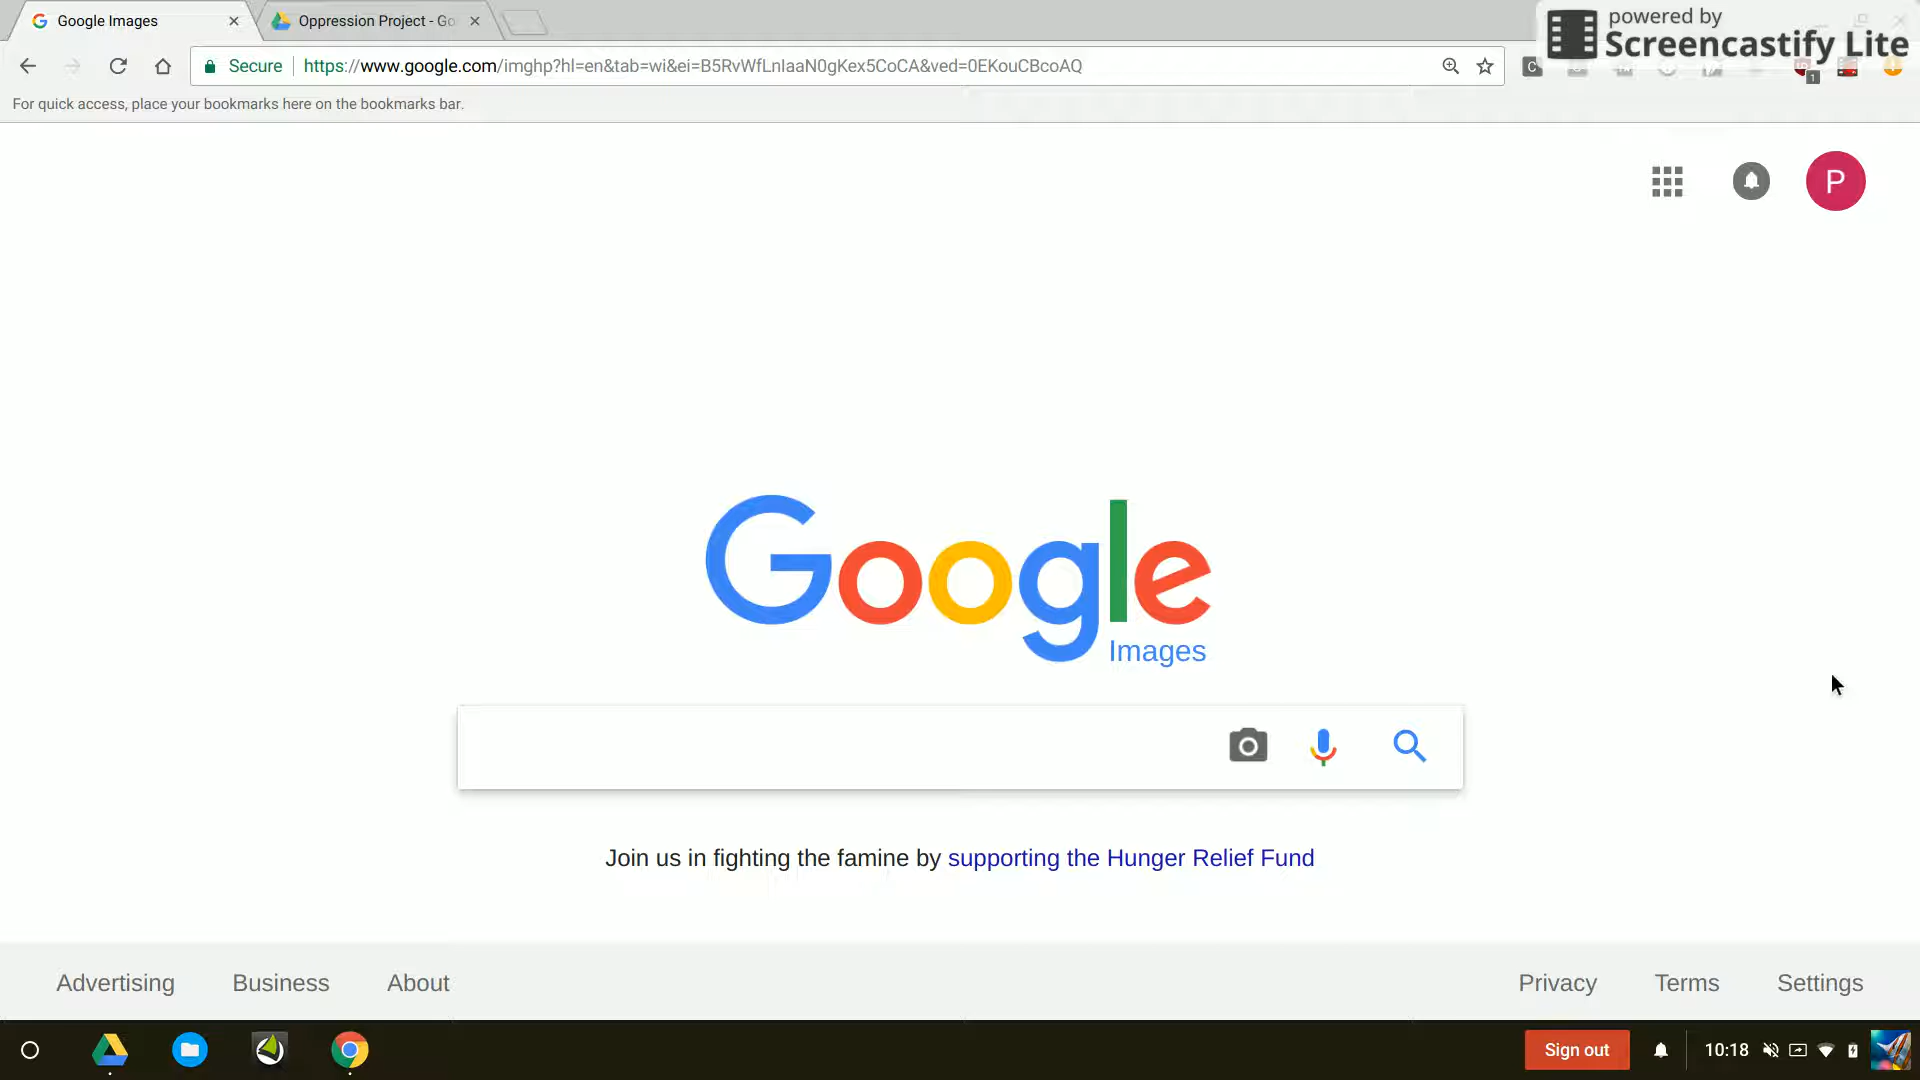 Google Images
Oppression Project - Go
powered by
Screencastify Lite
Secure
https://www.google.com/imghp?hl=en&tab=wi&ei=B5RvWfLnIaaN0gKex5CoCA&ved=0EKouCBcoAQ
C
1
For quick access, place your bookmarks here on the bookmarks bar.
P
Google
Images
Join us in fighting the famine by supporting the Hunger Relief Fund
Advertising
Business
About
Privacy
Terms
Settings
Sign out
10:18